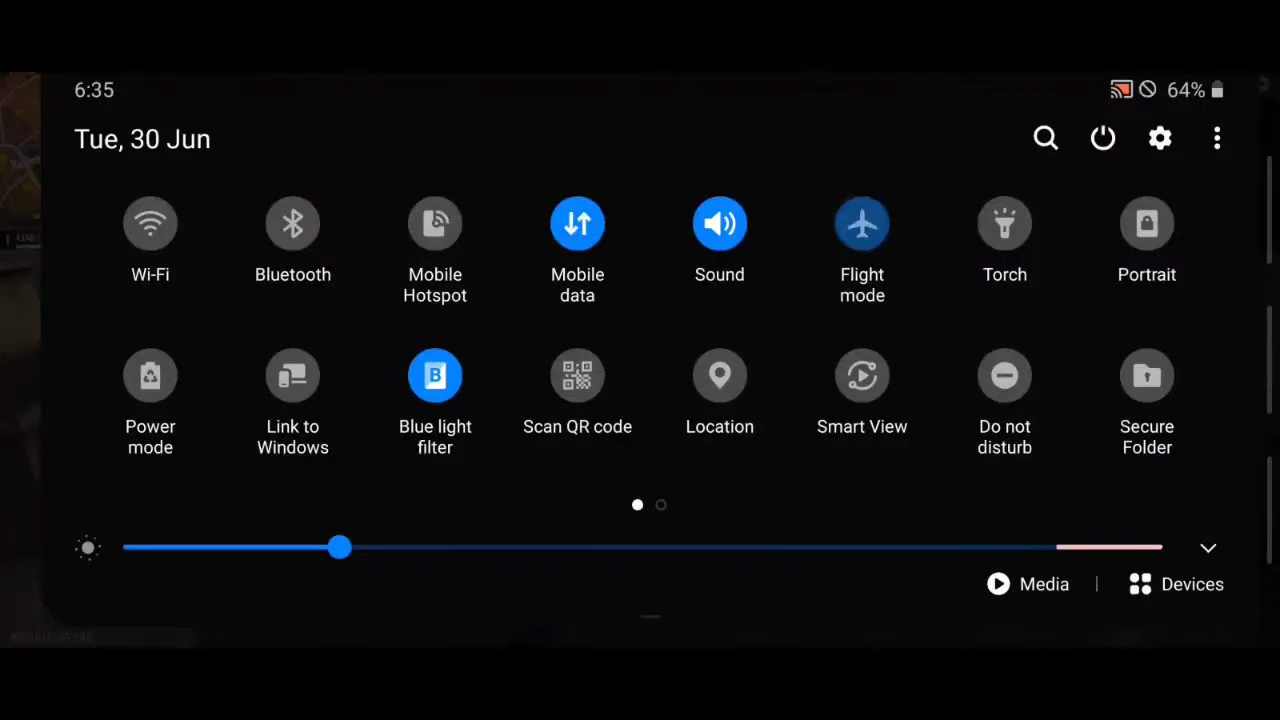 6:35
64%
Tue, 30 Jun
Wi-Fi
Bluetooth
Mobile
Hotspot
Mobile
data
Sound
Flight
mode
Torch
Portrait
Power
mode
Link to
Windows
B
Blue light
filter
Scan QR code
Location
Smart View
Do not
disturb
Secure
Folder
Media
Devices